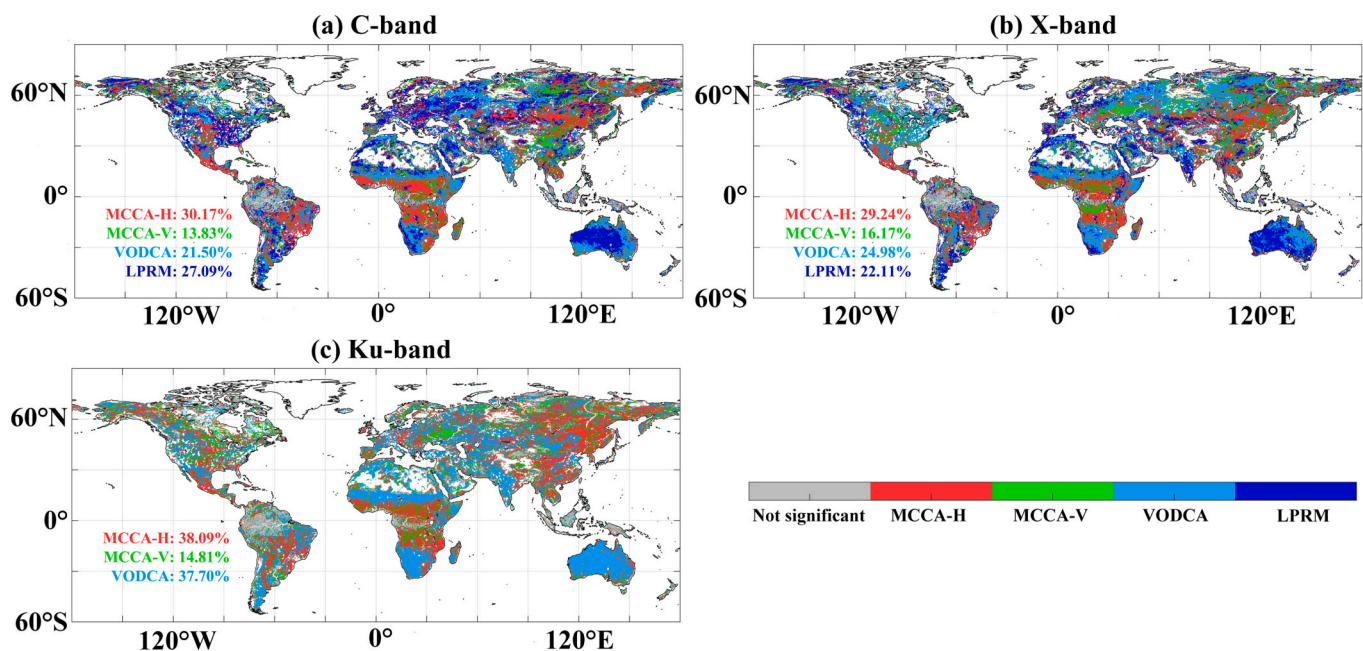 (a) C-band
(b) X-band
60°N
0°
60°S
MCCA-H: 30.17%
MCCA-V: 13.83%
VODCA: 21.50%
LPRM: 27.09%
120°W
0°
120°E
60°N
0°
60°S
MCCA-H: 29.24%
MCCA-V: 16.17%
VODCA: 24.98%
LPRM: 22.11%
120°W
0°
120°E
(c) Ku-band
60°N
0°
60°S
MCCA-H: 38.09%
MCCA-V: 14.81%
VODCA: 37.70%
120°W
0°
120°E
Not significant MCCA-H MCCA-V VODCA LPRM